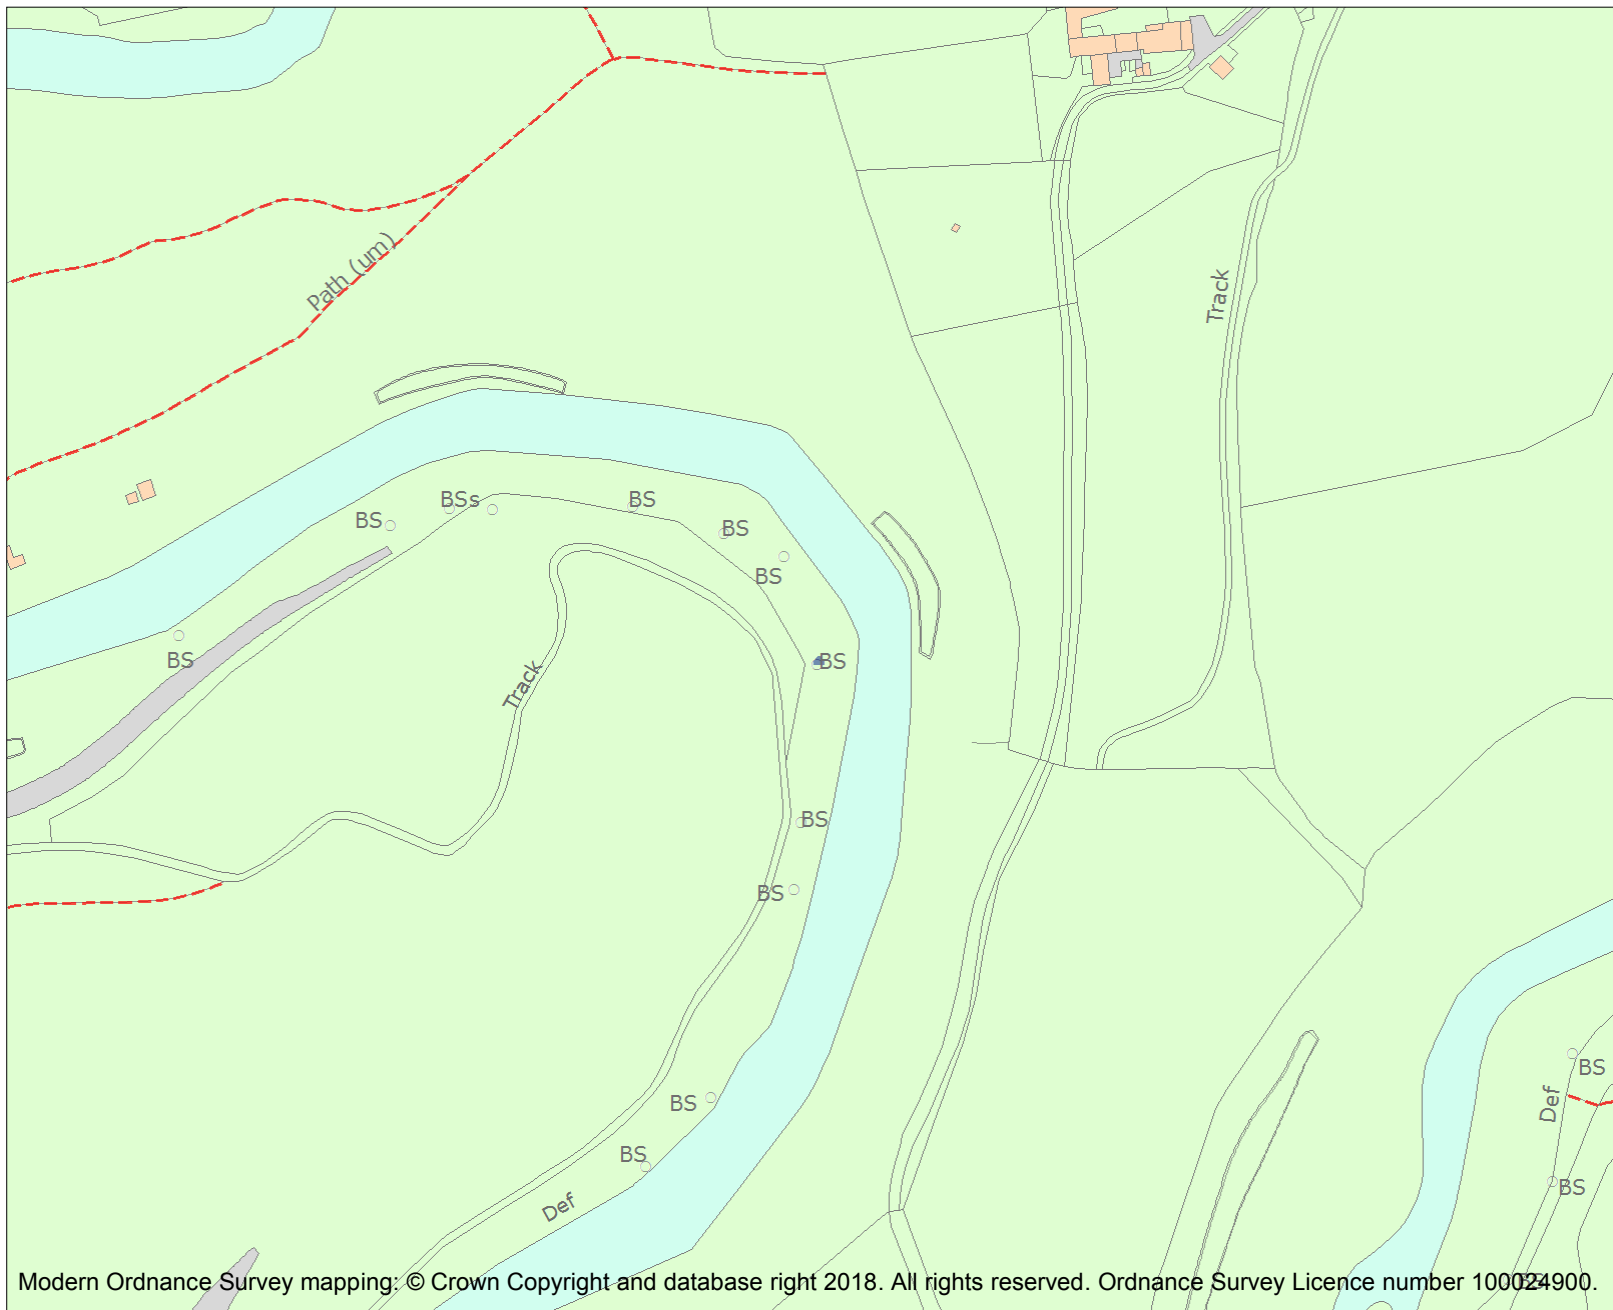 Path (um)
Track
BS
BSs
BS
BS
BS
BS
BS
Track
BS
BS
BS
BS
BS
Def
Def
BS
BS
Modern Ordnance Survey mapping: © Crown Copyright and database right 2018. All rights reserved. Ordnance Survey Licence number 100024900.